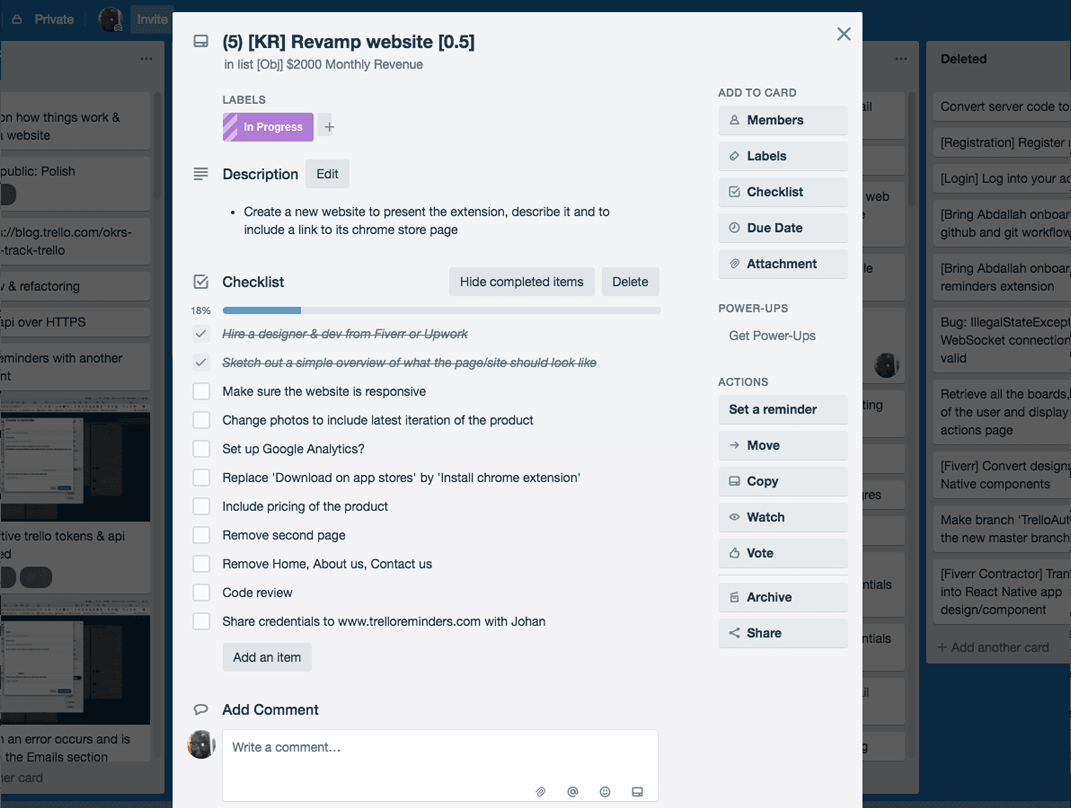 Private
Invite
on how things work &
website
public: Polish
://blog.trello.com/okrs-
-track-trello
& refactoring
api over HTTPS
eminders with another
nt
tive trello tokens & api
ed
an error occurs and is
the Emails section
her card
(5) [KR] Revamp website [0.5]
in list [Obj] $2000 Monthly Revenue
LABELS
In Progress
+
Description
Edit
• Create a new website to present the extension, describe it and to
include a link to its chrome store page
Checklist
Hide completed items
Delete
18%
Hire a designer & dev from Fiverr or Upwork
Sketch out a simple overview of what the page/site should look like
Make sure the website is responsive
Change photos to include latest iteration of the product
Set up Google Analytics?
Replace 'Download on app stores' by 'Install chrome extension'
Include pricing of the product
Remove second page
Remove Home, About us, Contact us
Code review
Share credentials to www.trelloreminders.com with Johan
Add an item
Add Comment
Write a comment...
ADD TO CARD
Members
Labels
Checklist
Due Date
Attachment
POWER-UPS
Get Power-Ups
ACTIONS
Set a reminder
Move
Copy
Watch
Vote
Archive
Share
ail
web
e
le
ting
gres
entials
entials
il
g
Deleted
Convert server code to
[Registration] Register
[Login] Log into your ac
[Bring Abdallah onboar
github and git workflow
[Bring Abdallah onboar
reminders extension
Bug: IllegalStateExcept
WebSocket connection
valid
Retrieve all the boards,
of the user and display
actions page
[Fiverr] Convert designs
Native components
Make branch 'TrelloAut
the new master branch
[Fiverr Contractor] Tran
into React Native app
design/component
+ Add another card